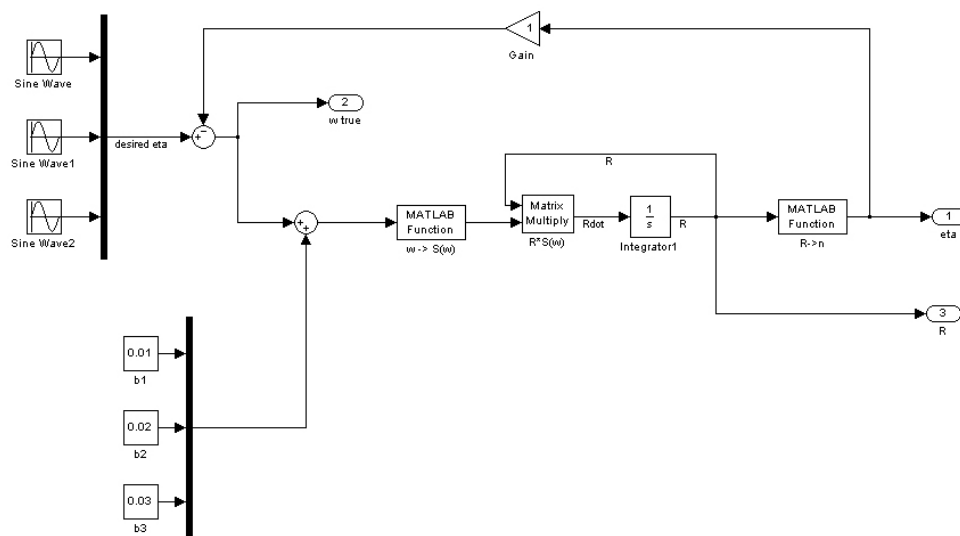 1
Gain
Sine Wave
2
w true
desired eta
Sine Wave1
Sine Wave2
R
MATLAB
Function
w -> S(w)
Matrix
Multiply
R*S(w)
Rdot
1
s
Integrator1
R
MATLAB
Function
R->n
1
eta
3
R
0.01
b1
0.02
b2
0.03
b3